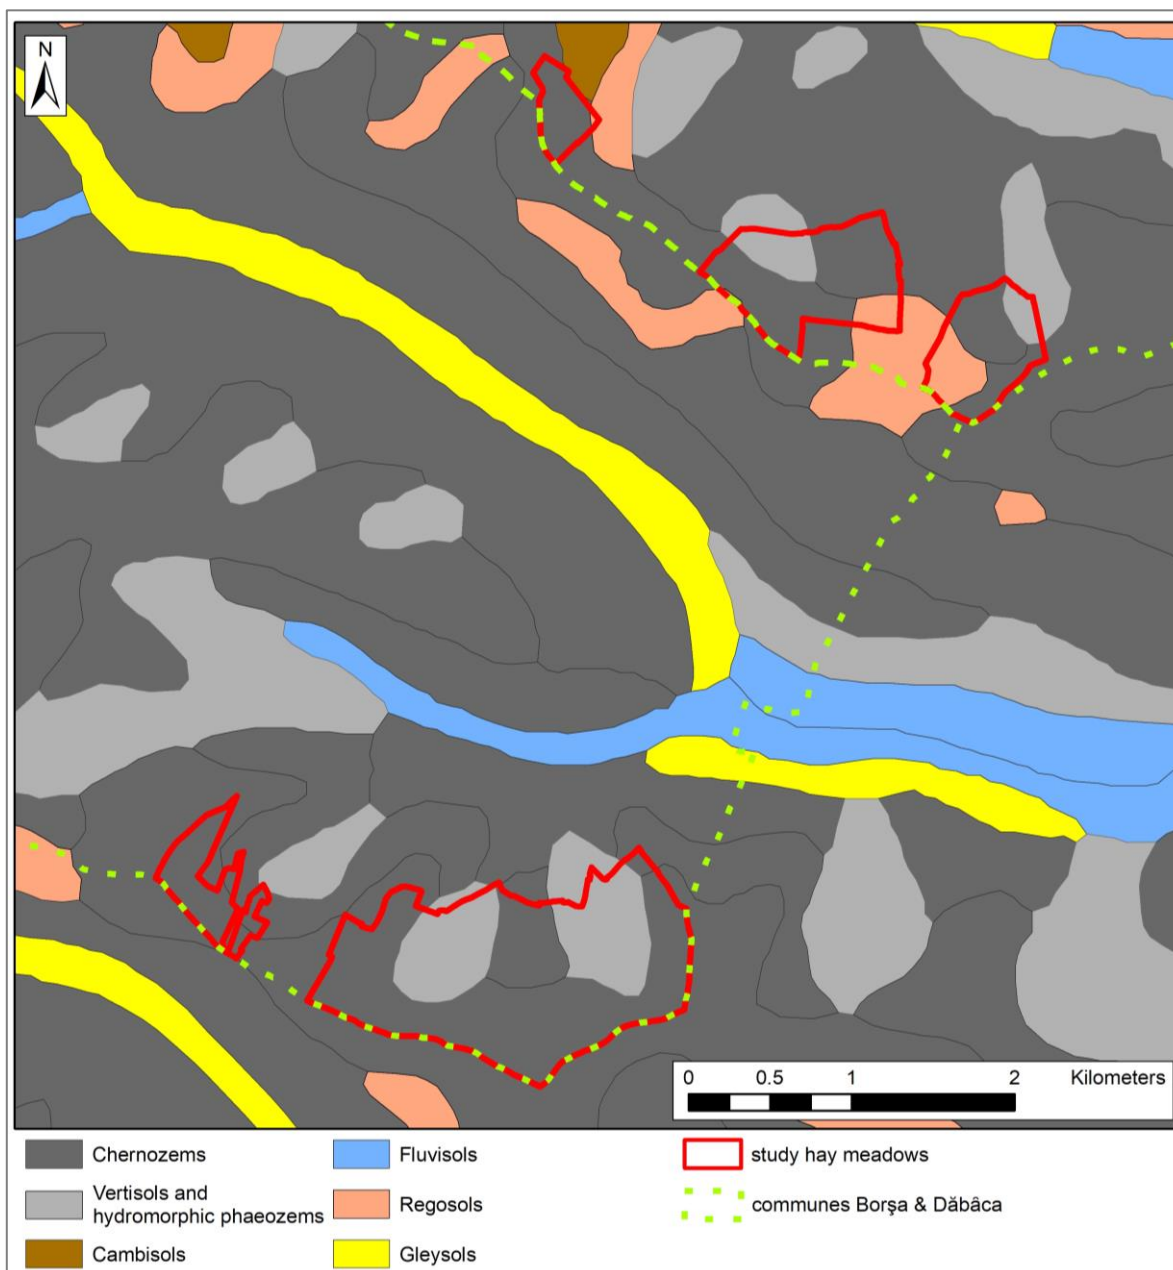 N
0 0.5 1 2 Kilometers
Chernozems
Vertisols and
hydromorphic phaeozems
Cambisols
Fluvisols
Regosols
Gleysols
study hay meadows
communes Borşa & Dăbâca